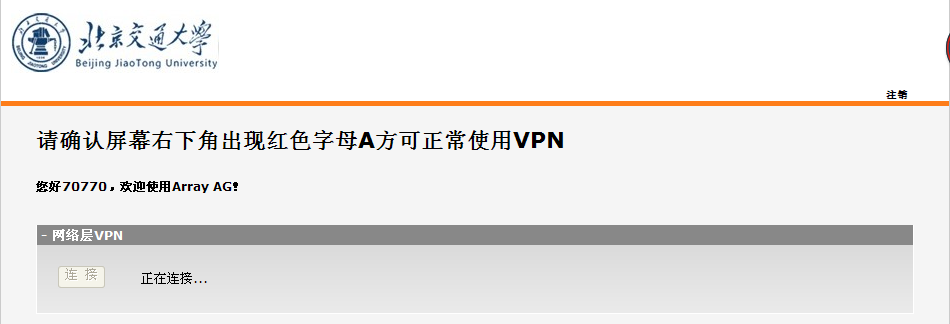 北京交通大学
Beijing JiaoTong University
注销
请确认屏幕右下角出现红色字母A方可正常使用VPN
您好70770，欢迎使用Array AG!
- 网络层VPN
连 接 正在连接...